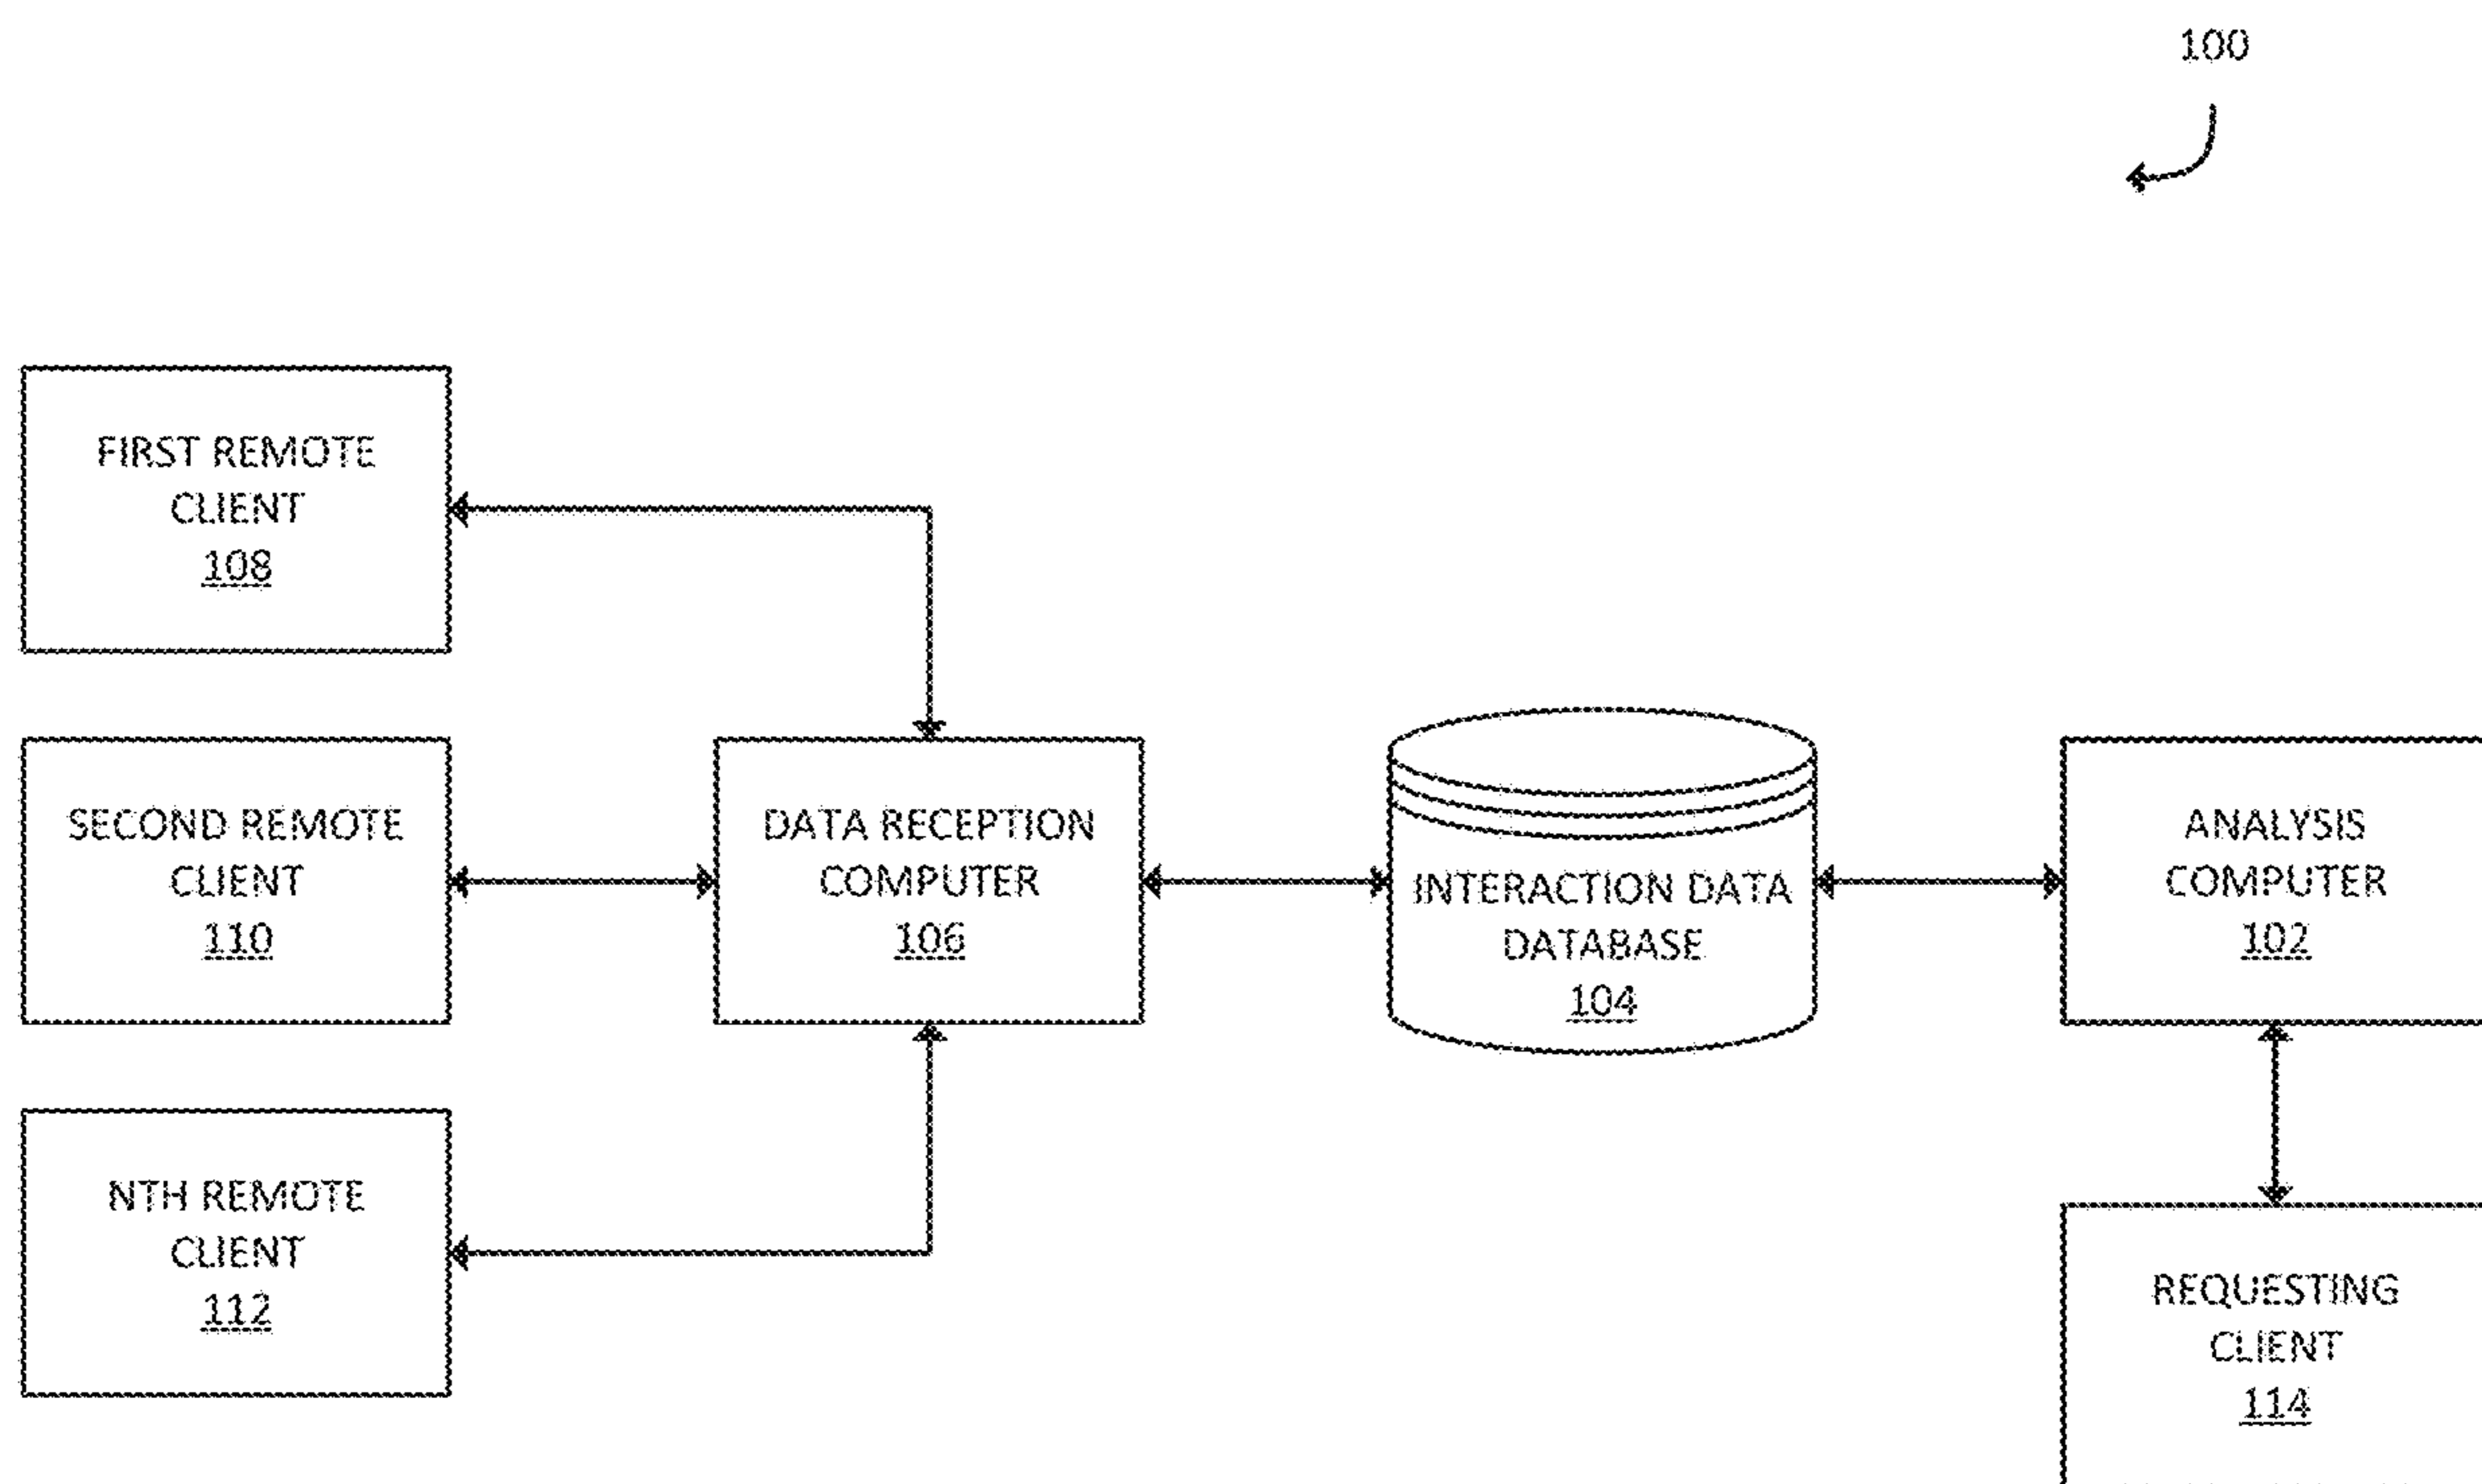 100
FIRST REMOTE
CLIENT
108
SECOND REMOTE
CLIENT
110
NTH REMOTE
CLIENT
112
DATA RECEPTION
COMPUTER
106
INTERACTION DATA
DATABASE
104
ANALYSIS
COMPUTER
102
REQUESTING
CLIENT
114